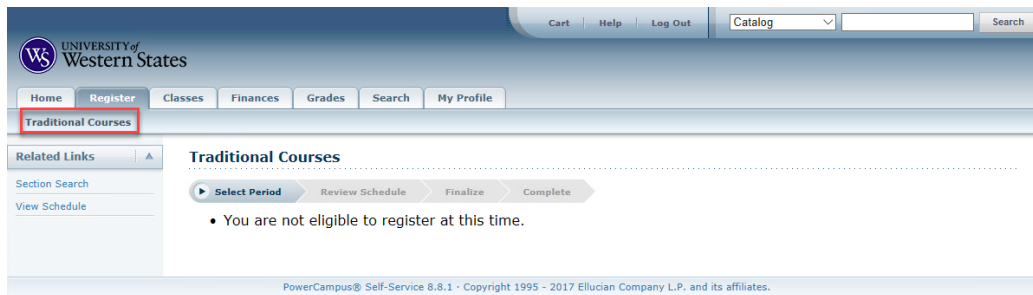 Cart Help Log Out Catalog Search
WS UNIVERSITY of
Western States
Home Register Classes Finances Grades Search My Profile
Traditional Courses
Related Links
Section Search
View Schedule
Traditional Courses
Select Period Review Schedule Finalize Complete
• You are not eligible to register at this time.
PowerCampus® Self-Service 8.8.1 · Copyright 1995 - 2017 Ellucian Company L.P. and its affiliates.